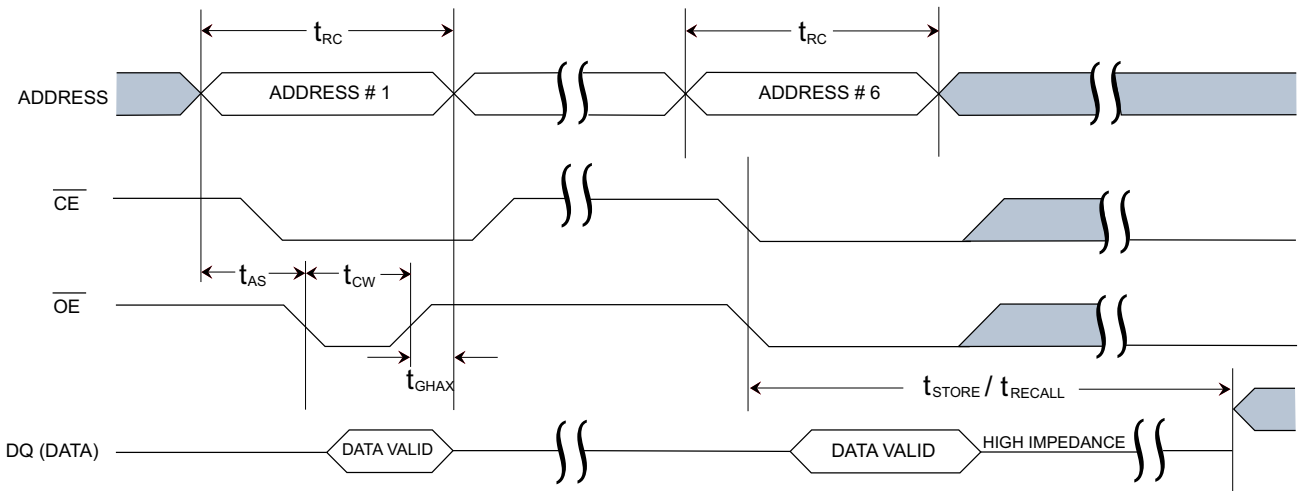 tRC
tRC
ADDRESS
ADDRESS # 1
ADDRESS # 6
CE
tAS
tCW
OE
tGHAX
tSTORE / tRECALL
DQ (DATA)
DATA VALID
DATA VALID
HIGH IMPEDANCE